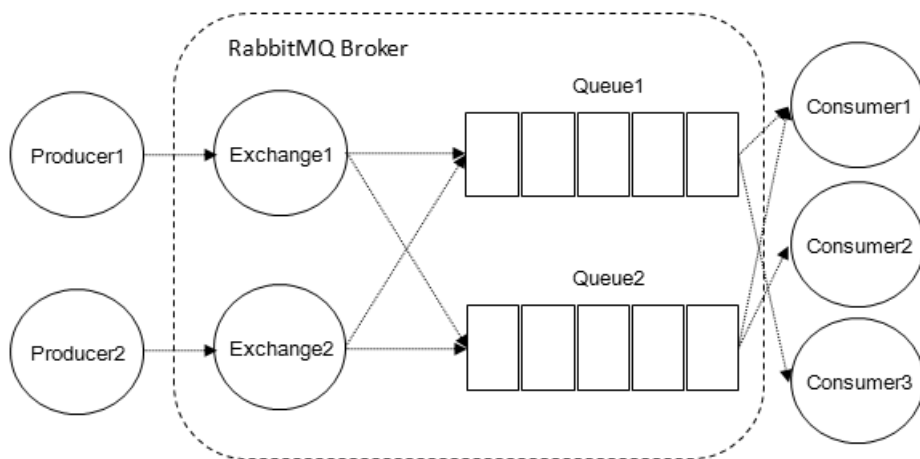 RabbitMQ Broker
Producer1
Exchange1
Queue1
Consumer1
Consumer2
Producer2
Exchange2
Queue2
Consumer3